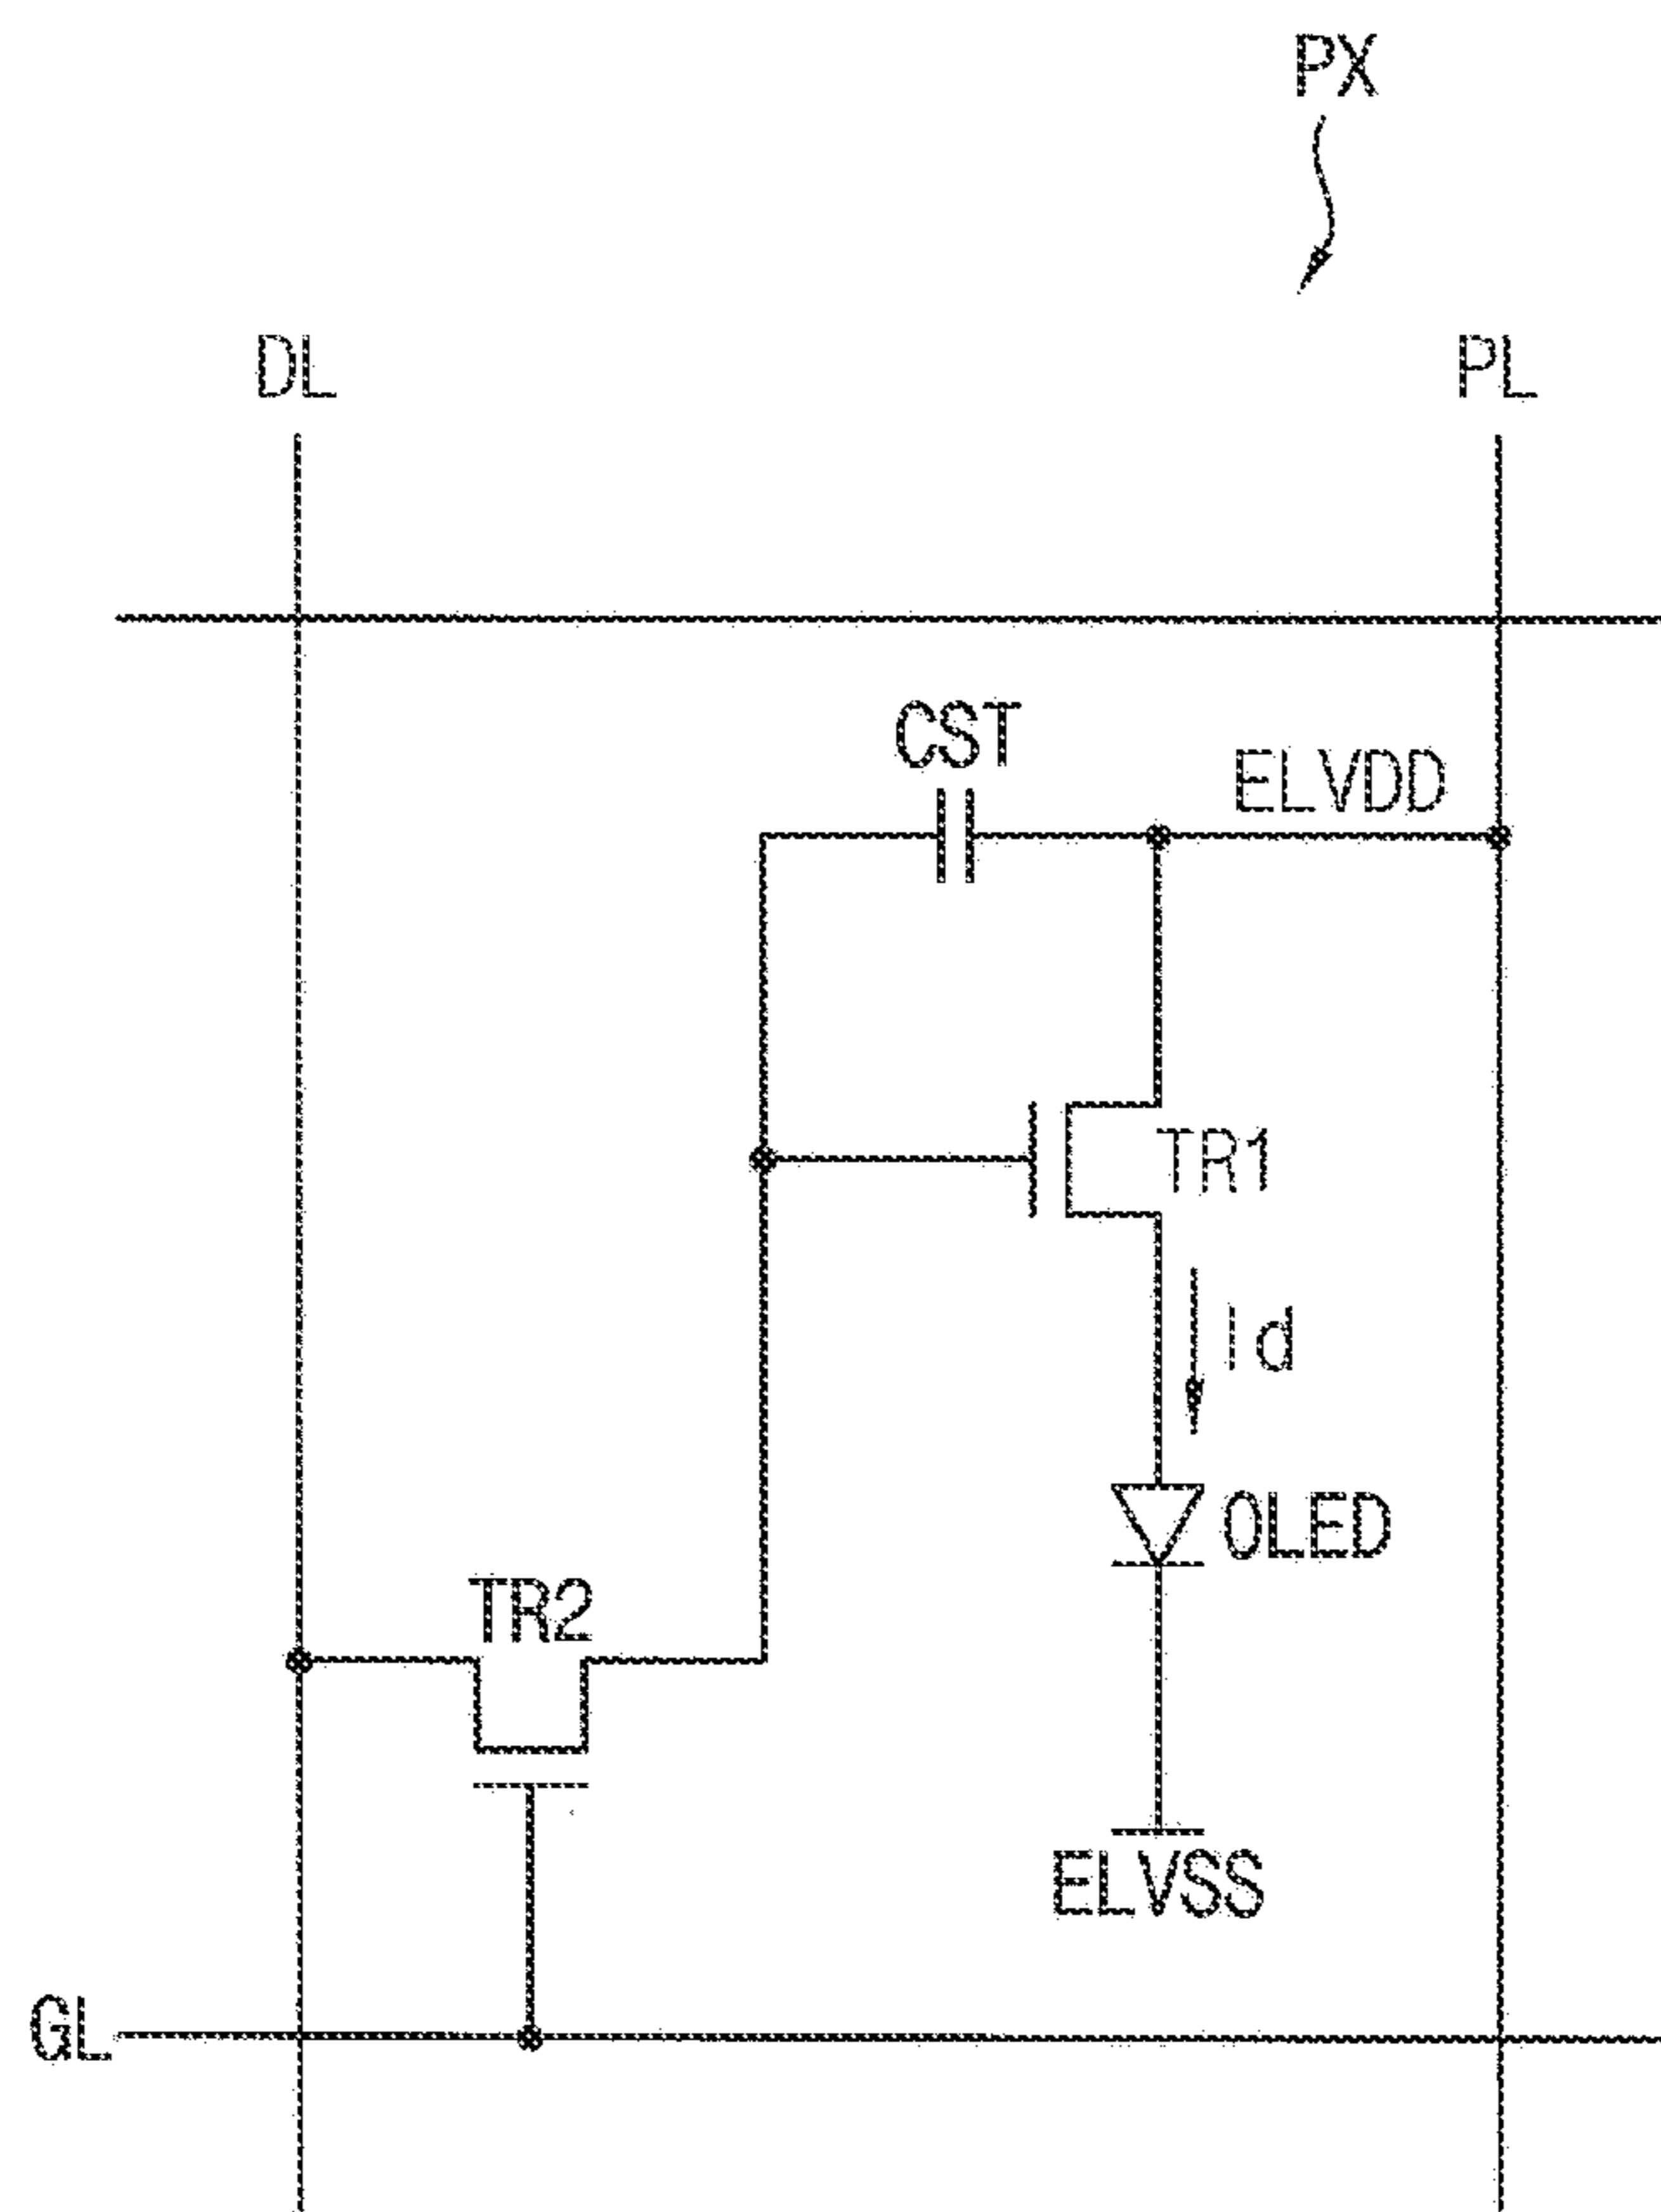 PX
DL
PL
CST
ELVDD
TR1
Id
OLED
TR2
ELVSS
GL